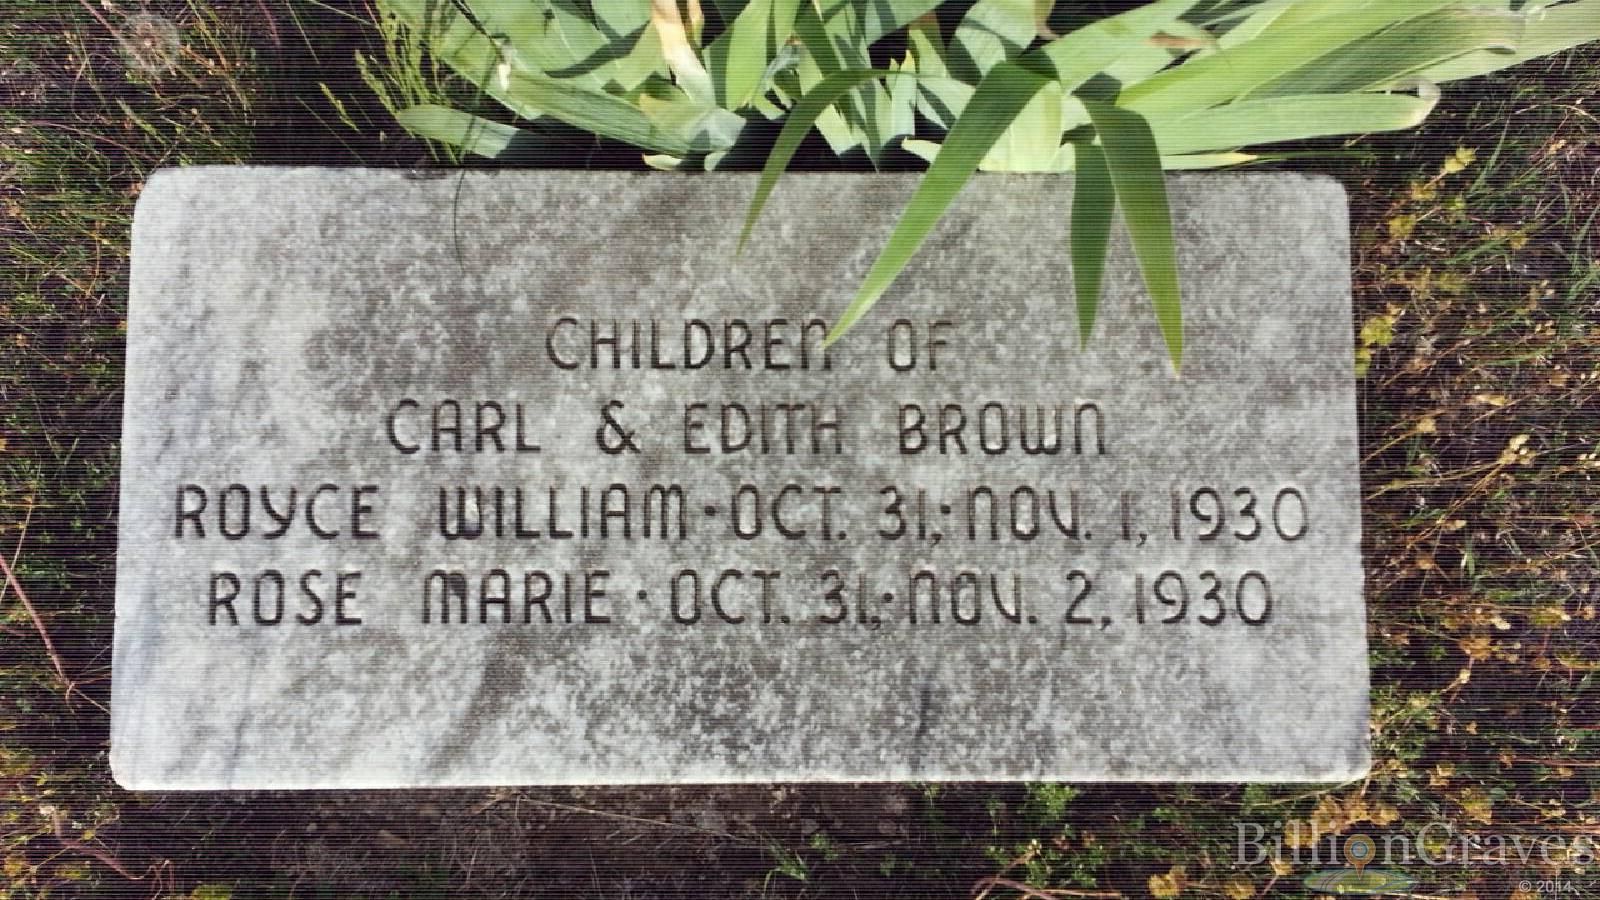 CHILDREN OF
CARL & EDITH BROWN
ROYCE WILLIAM · OCT. 31,· NOV. 1, 1930
ROSE MARIE · OCT. 31,· NOV. 2, 1930
BillionGraves
© 2014